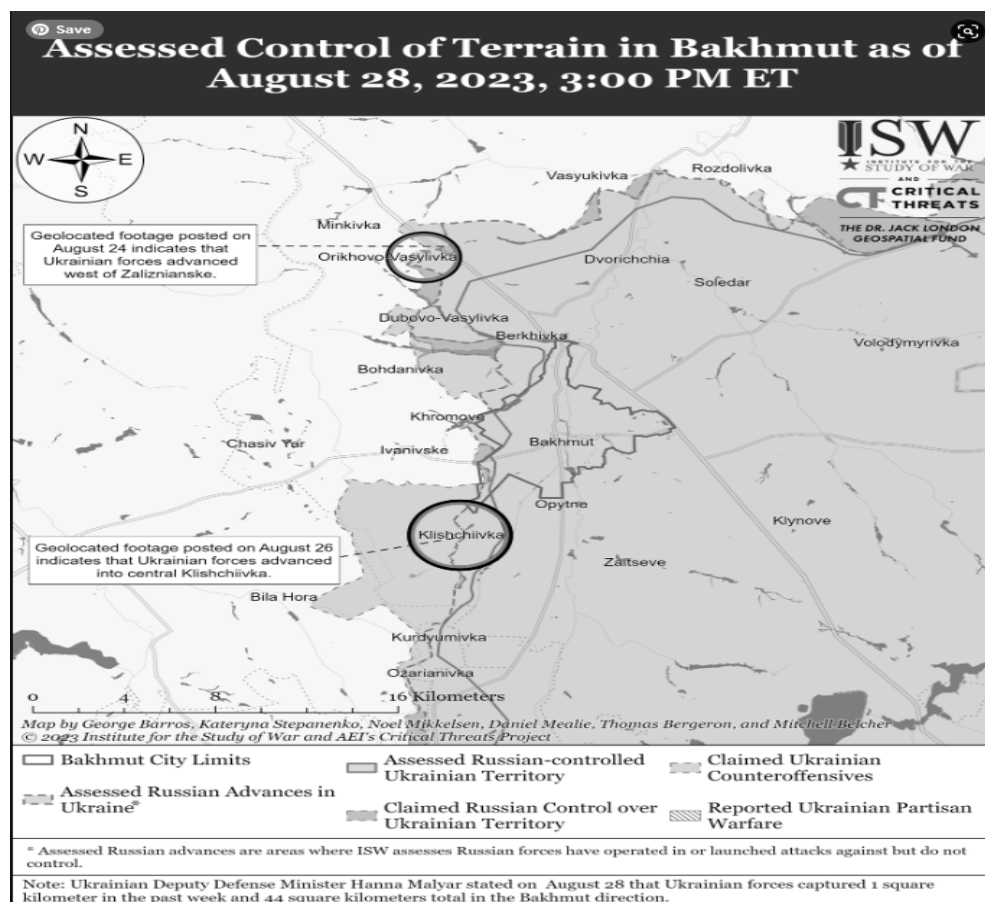 Save
Assessed Control of Terrain in Bakhmut as of
August 28, 2023, 3:00 PM ET
N
W
E
S
ISW
INSTITUTE FOR THE
STUDY OF WAR
AND
CT CRITICAL
THREATS
THE DR. JACK LONDON
GEOSPATIAL FUND
Rozdolivka
Vasyukivka
Minkivka
Geolocated footage posted on
August 24 indicates that
Ukrainian forces advanced
west of Zaliznianske.
Orikhovo-Vasylivka
Dvorichchia
Soledar
Dubovo-Vasylivka
Berkhivka
Volodymyrivka
Bohdanivka
Khromove
Chasiv Yar
Ivanivske
Bakhmut
Opytne
Klynove
Klishchiivka
Geolocated footage posted on August 26
indicates that Ukrainian forces advanced
into central Klishchiivka.
Zaitseve
Bila Hora
Kurdyumivka
Ozarianivka
0 4 8 16 Kilometers
Map by George Barros, Kateryna Stepanenko, Noel Mikkelsen, Daniel Mealie, Thomas Bergeron, and Mitchell Belcher
© 2023 Institute for the Study of War and AEI's Critical Threats Project
Bakhmut City Limits
Assessed Russian Advances in
Ukraine*
Assessed Russian-controlled
Ukrainian Territory
Claimed Russian Control over
Ukrainian Territory
Claimed Ukrainian
Counteroffensives
Reported Ukrainian Partisan
Warfare
* Assessed Russian advances are areas where ISW assesses Russian forces have operated in or launched attacks against but do not
control.
Note: Ukrainian Deputy Defense Minister Hanna Malyar stated on August 28 that Ukrainian forces captured 1 square
kilometer in the past week and 44 square kilometers total in the Bakhmut direction.